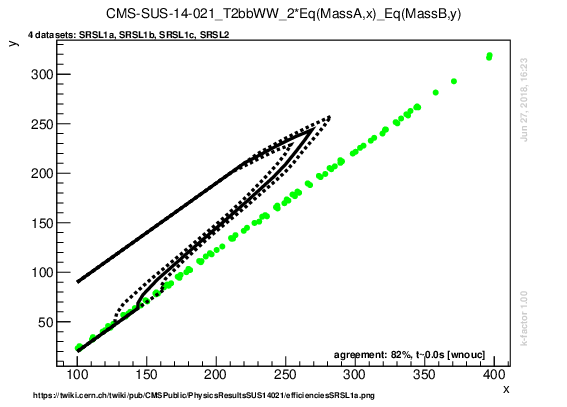 CMS-SUS-14-021_T2bbWW_2*Eq(MassA,x)_Eq(MassB,y)
y
4 datasets: SRSL1a, SRSL1b, SRSL1c, SRSL2
300
250
200
150
100
50
100
150
200
250
300
350
400
x
agreement: 82%, t~0.0s [wnouc]
https://twiki.cern.ch/twiki/pub/CMSPublic/PhysicsResultsSUS14021/efficienciesSRSL1a.png
Jun 27, 2018, 16:23
k-factor 1.00